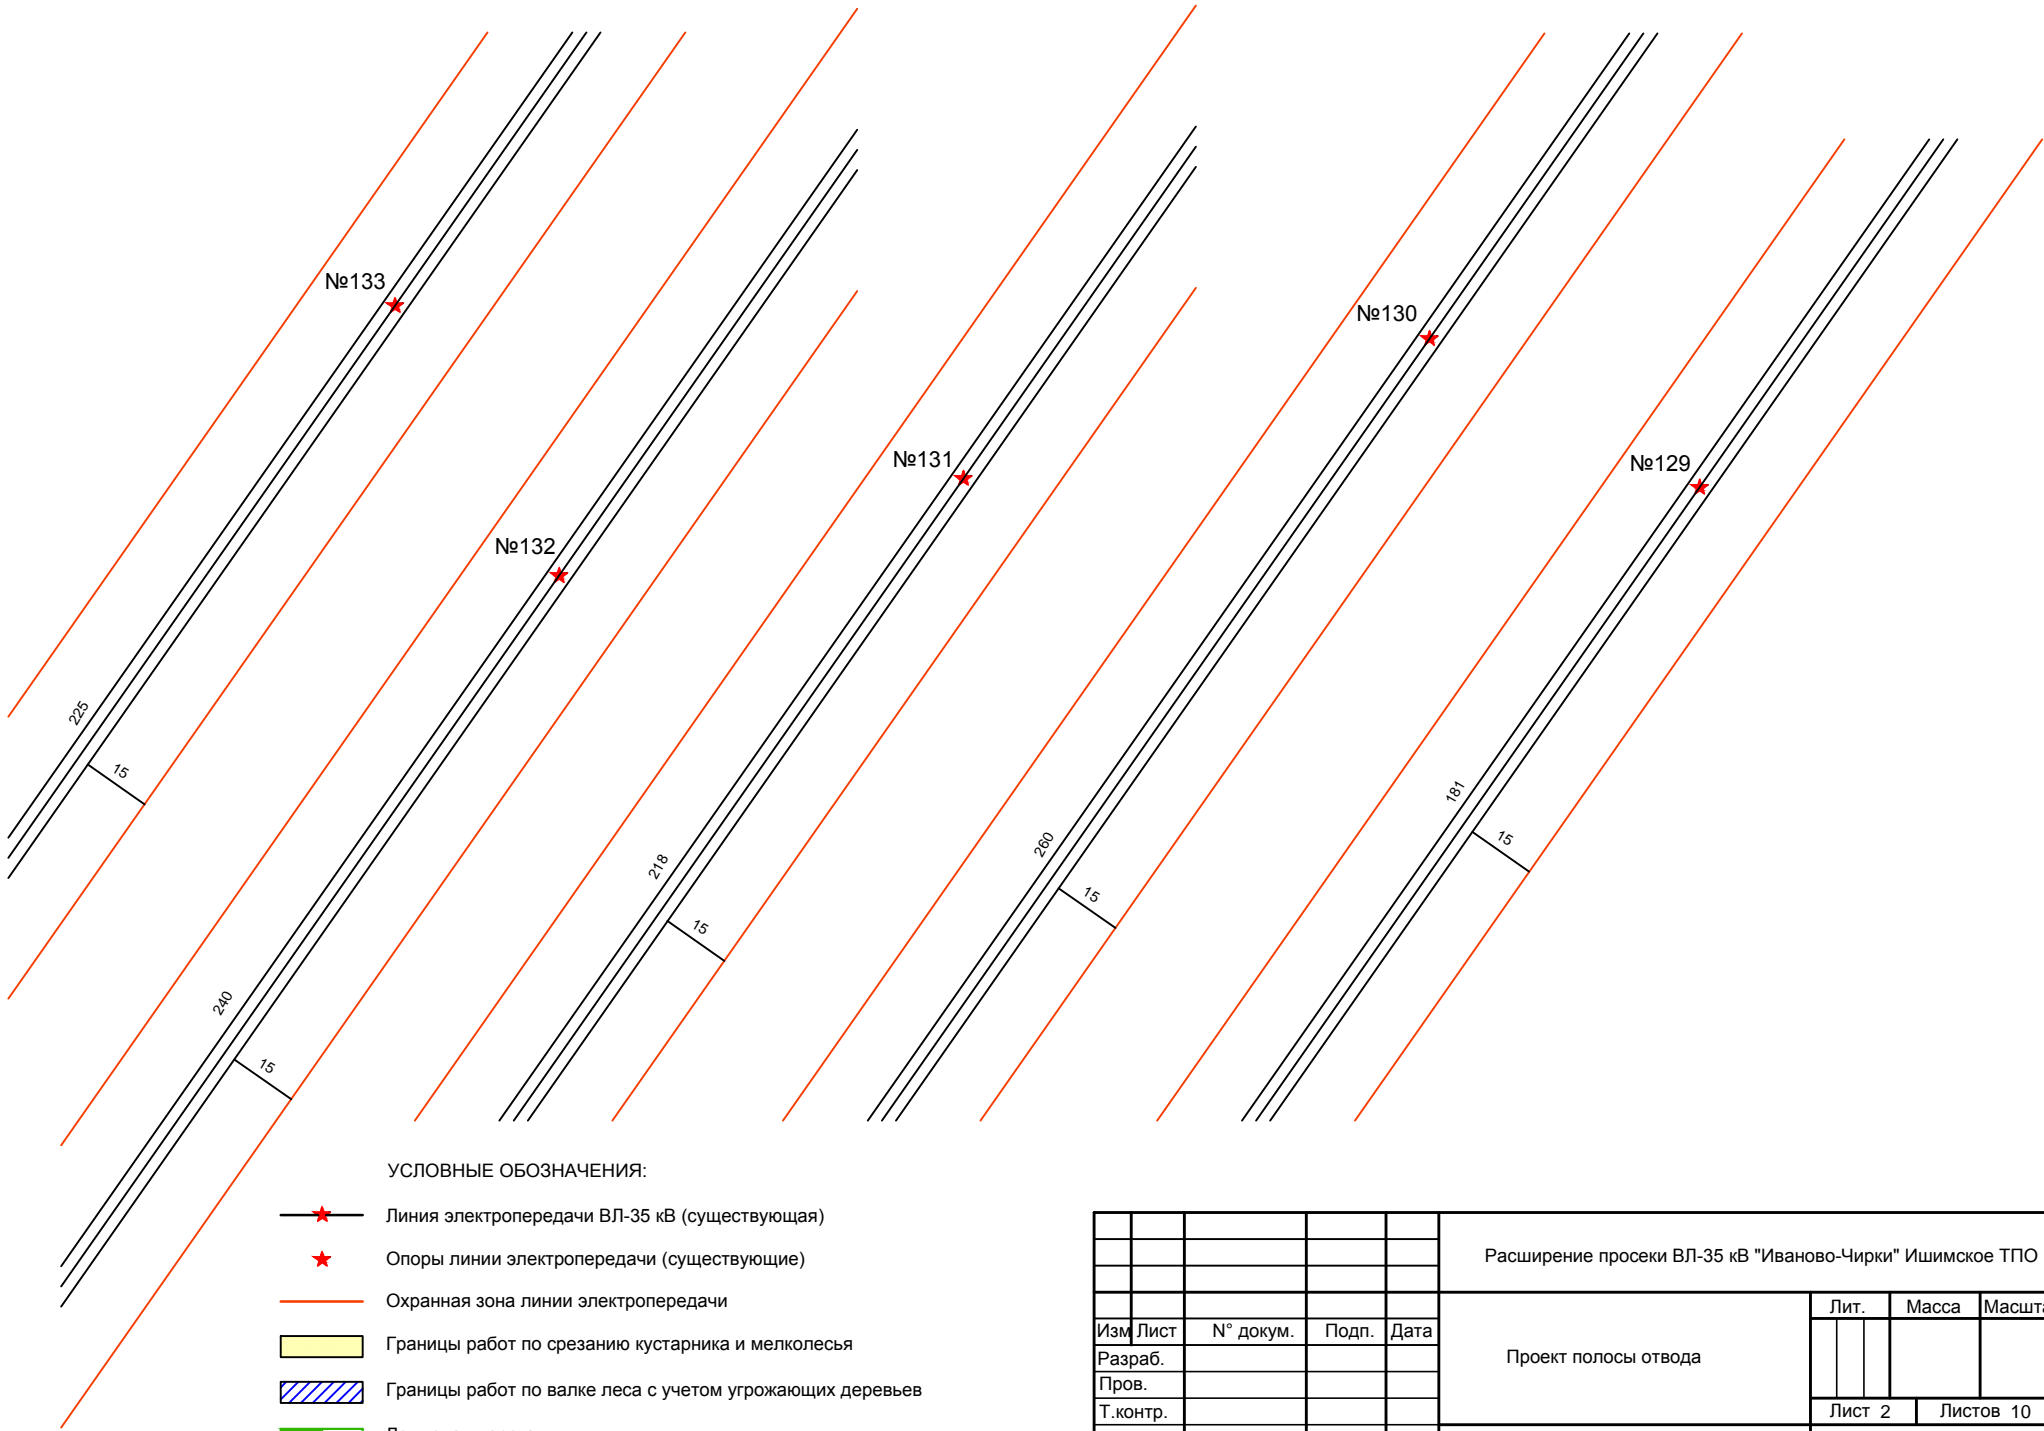 №133
№130
№131
№129
№132
225
15
181
15
260
15
218
15
240
15
УСЛОВНЫЕ ОБОЗНАЧЕНИЯ:
Линия электропередачи ВЛ-35 кВ (существующая)
Опоры линии электропередачи (существующие)
Охранная зона линии электропередачи
Границы работ по срезанию кустарника и мелколесья
Границы работ по валке леса с учетом угрожающих деревьев
Расширение просеки ВЛ-35 кВ "Иваново-Чирки" Ишимское ТПО
Лит. Масса Масшта
Изм Лист N° докум. Подп. Дата
Разраб.
Проект полосы отвода
Пров.
Т.контр.
Лист 2 Листов 10